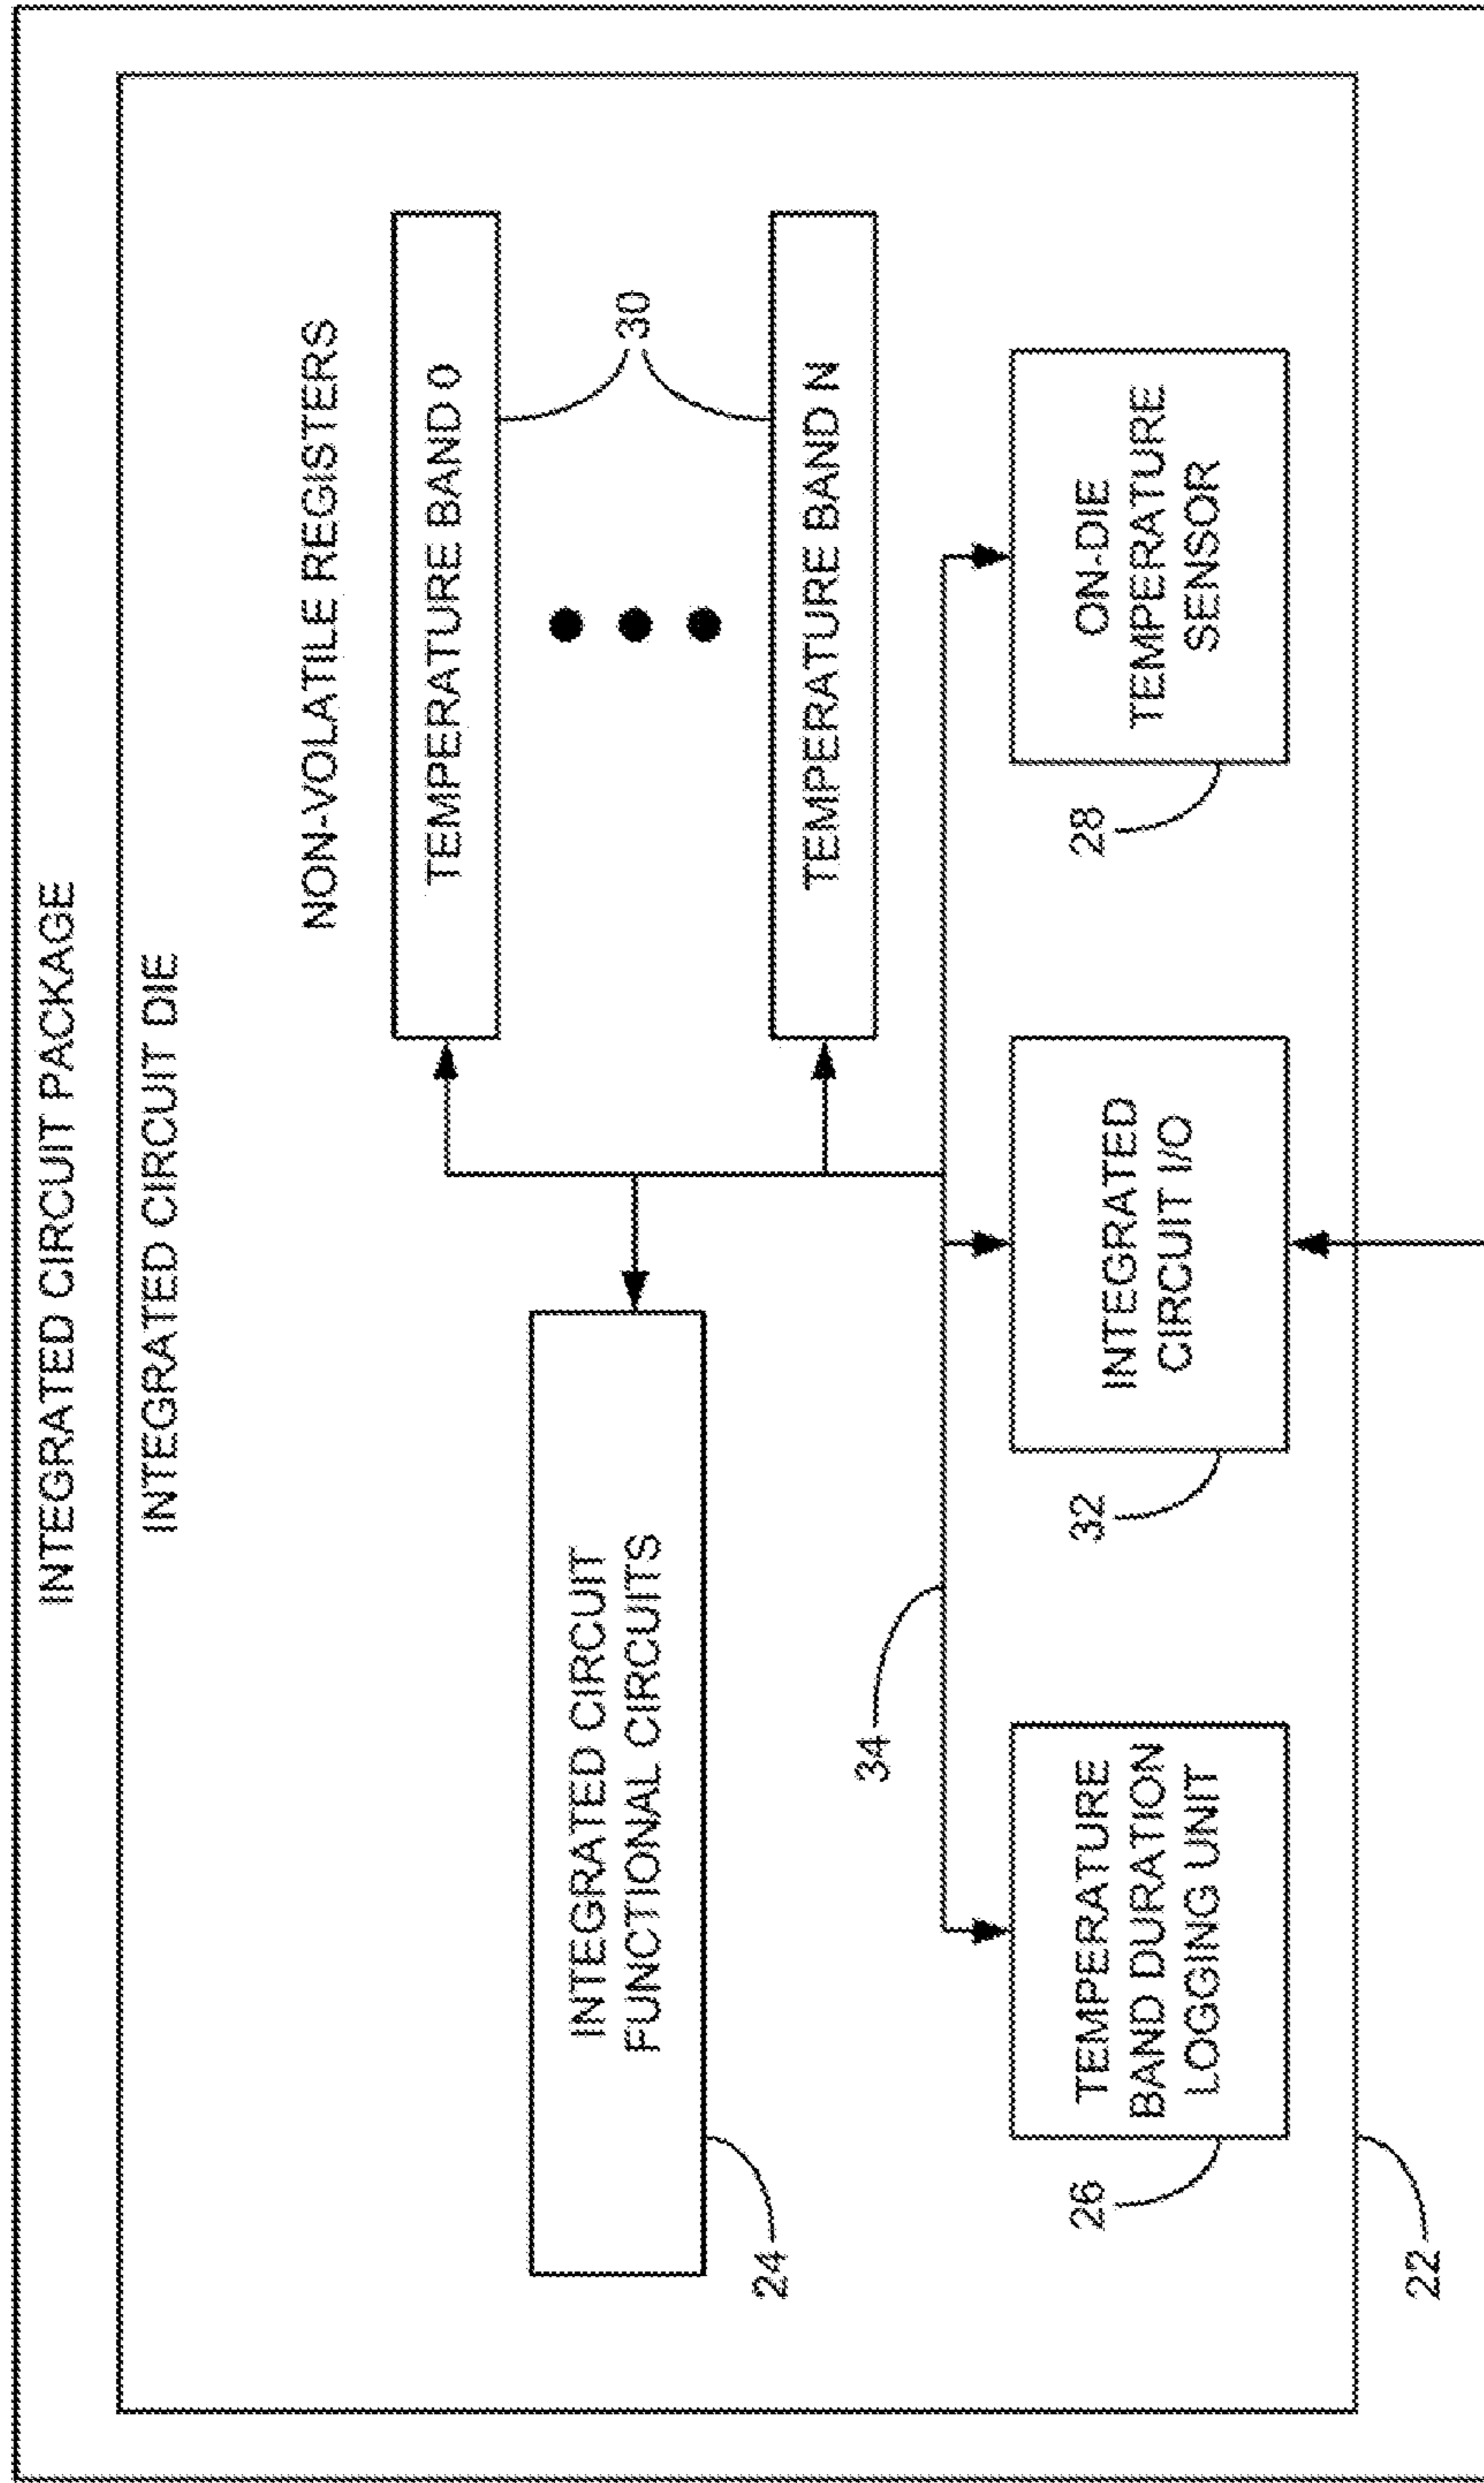 INTEGRATED CIRCUIT PACKAGE
INTEGRATED CIRCUIT DIE
NON-VOLATILE REGISTERS
TEMPERATURE BAND 0
30
TEMPERATURE BAND N
INTEGRATED CIRCUIT
FUNCTIONAL CIRCUITS
24
34
26
TEMPERATURE
BAND DURATION
LOGGING UNIT
32
INTEGRATED
CIRCUIT I/O
28
ON-DIE
TEMPERATURE
SENSOR
22